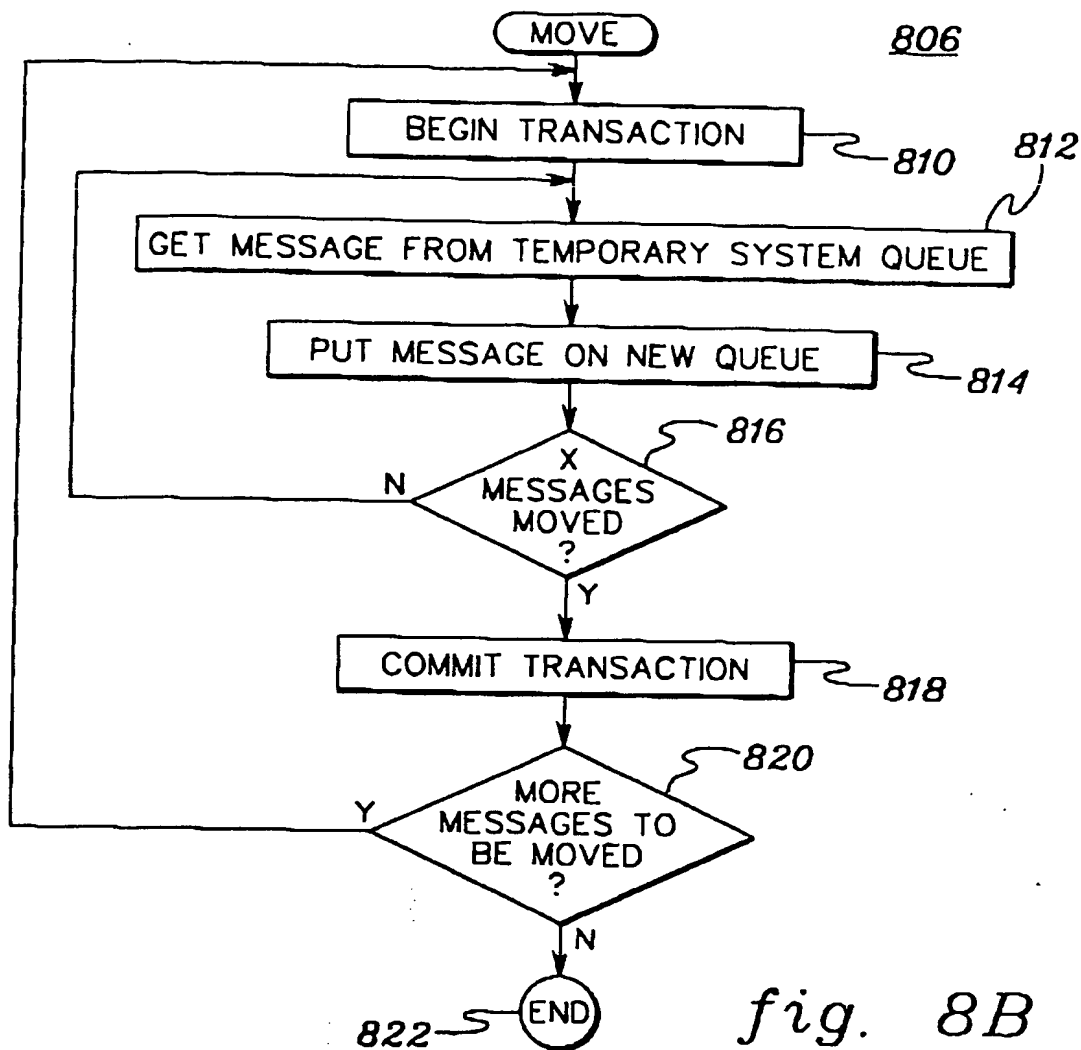 MOVE
806
BEGIN TRANSACTION
810
812
GET MESSAGE FROM TEMPORARY SYSTEM QUEUE
PUT MESSAGE ON NEW QUEUE
814
816
X
MESSAGES
MOVED
?
N
Y
COMMIT TRANSACTION
818
820
MORE
MESSAGES TO
BE MOVED
?
Y
N
END
822
fig. 8B